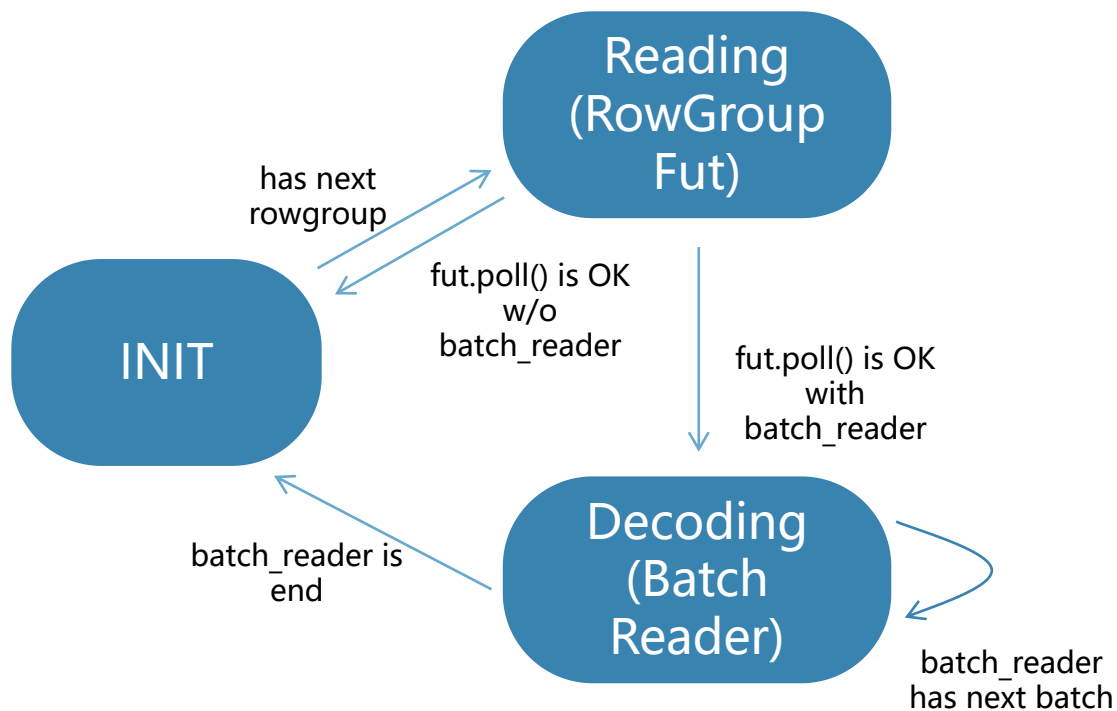 Reading
(RowGroup
Fut)
has next
rowgroup
fut.poll() is OK
w/o
batch_reader
INIT
fut.poll() is OK
with
batch_reader
Decoding
(Batch
Reader)
batch_reader is
end
batch_reader
has next batch